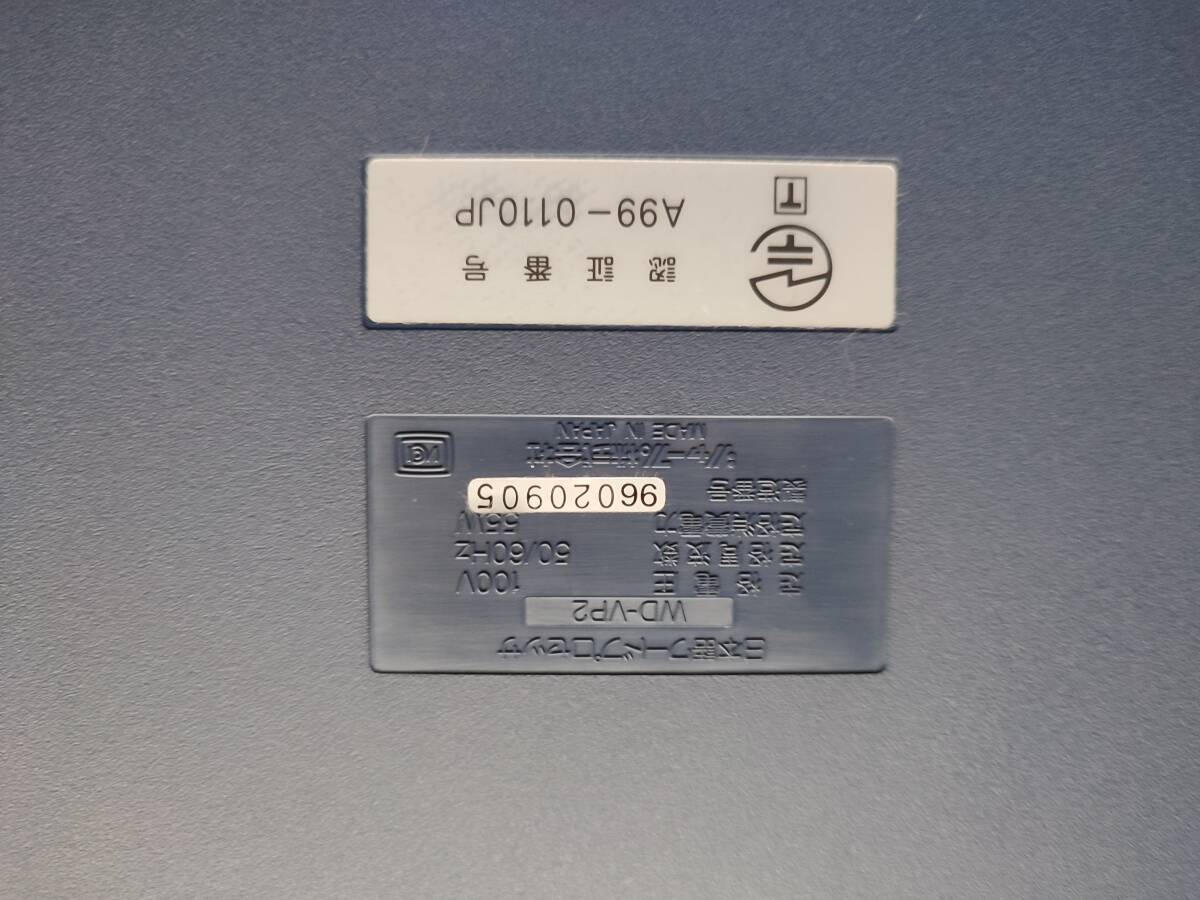 日本語ワードプロセッサ
WD-VP2
定格電圧 100V
定格周波数 50/60Hz
定格消費電力 55W
製造番号 96020905
シャープ株式会社
MADE IN JAPAN
VCI
認証番号
A99-0110JP
T